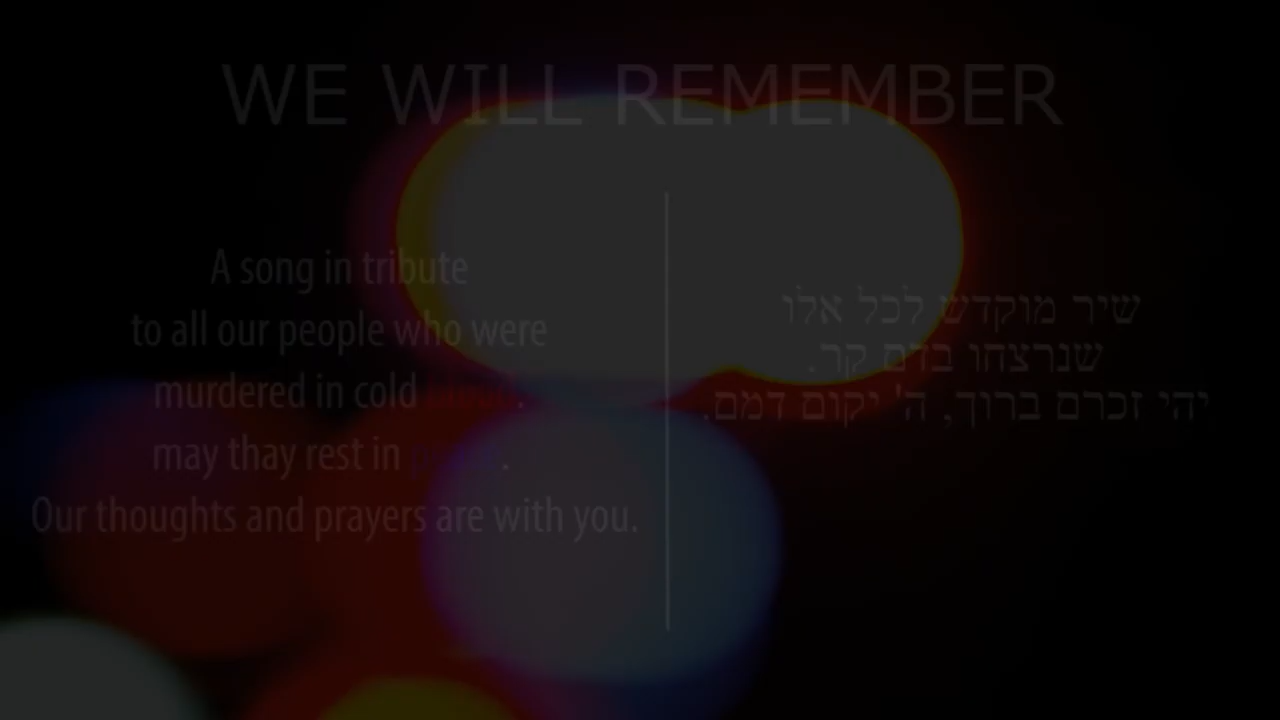 WE WILL REMEMBER
A song in tribute
to all our people who were
murdered in cold blood.
may thay rest in peace.
Our thoughts and prayers are with you.
שיר מוקדש לכל אלו
שנרצחו בדם קר.
יהי זכרם ברוך, ה' יקום דמם.